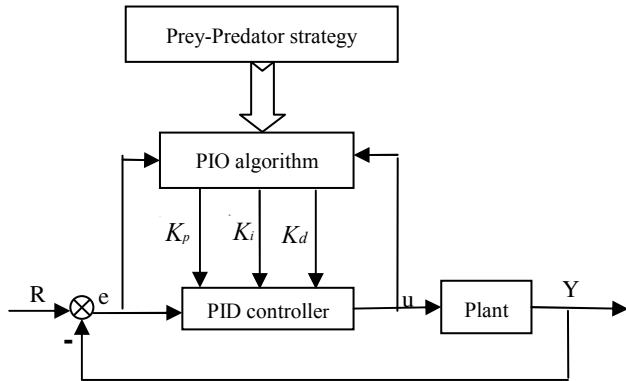 Prey-Predator strategy
PIO algorithm
Kp Ki Kd
R e PID controller u Plant Y
-